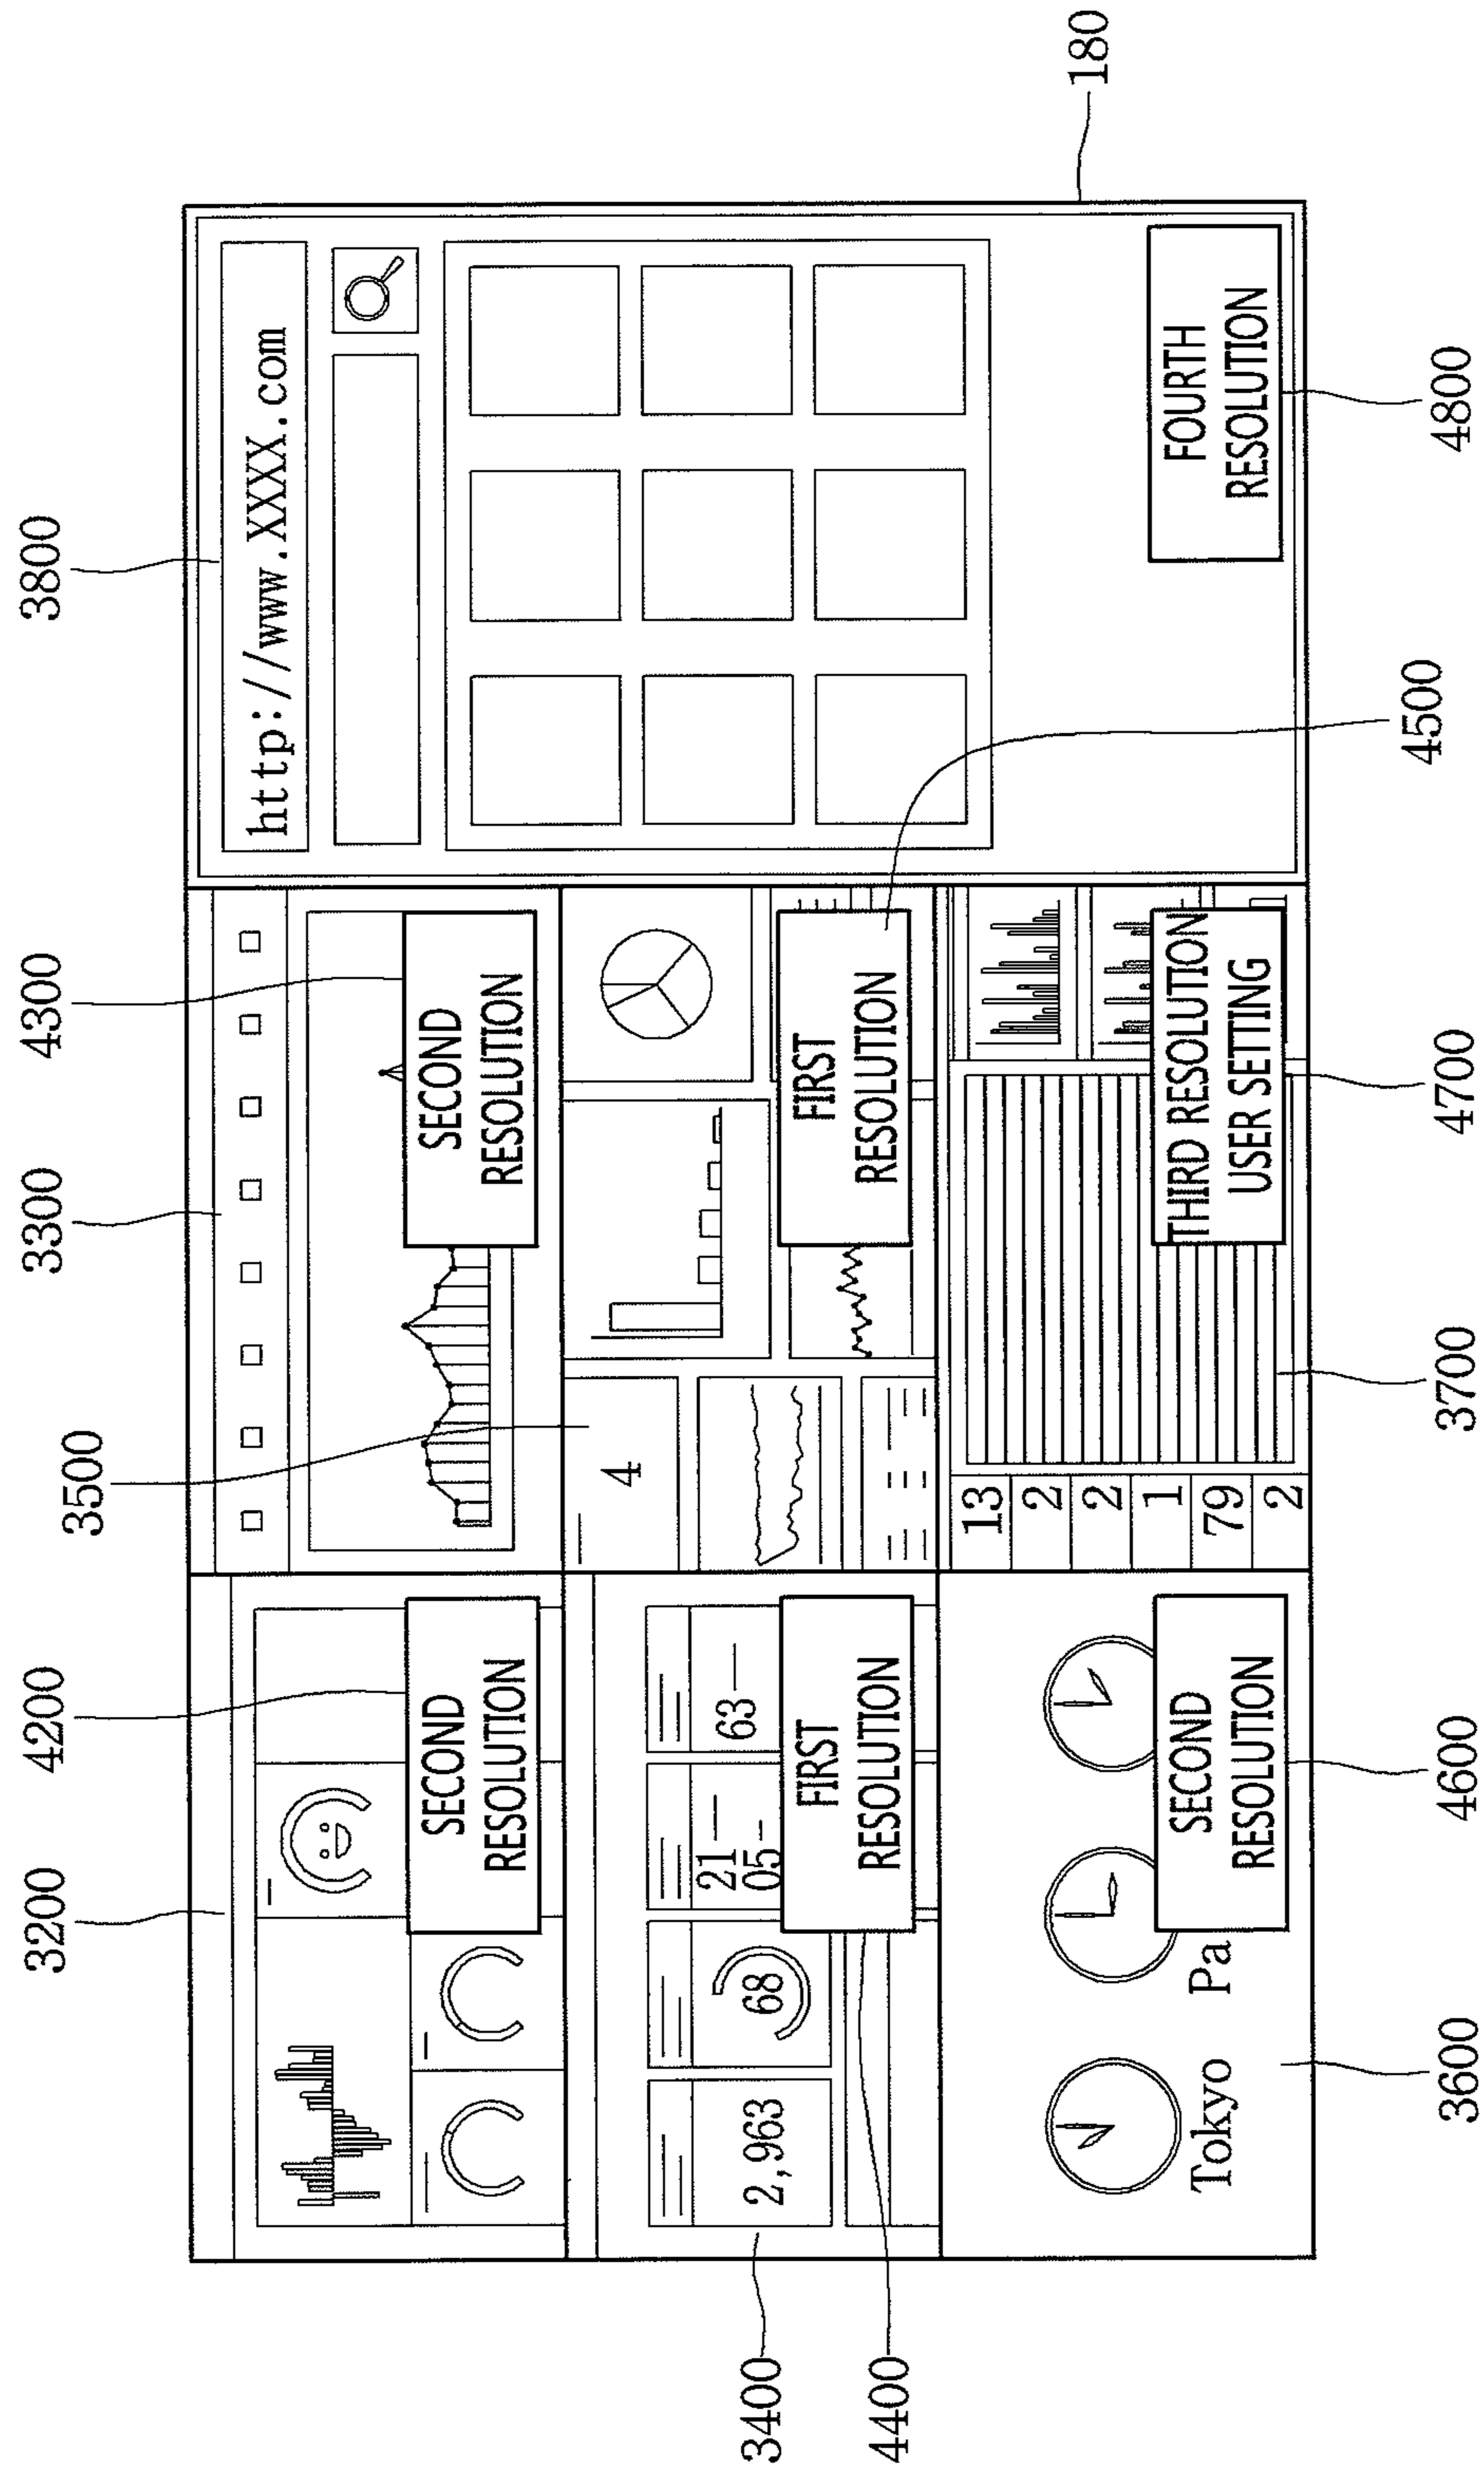 3200
4200
3300
4300
3800
3500
http://www.XXXX.com
SECOND
RESOLUTION
SECOND
RESOLUTION
180
3400
2,963
68
21
05
63
FIRST
RESOLUTION
4
FIRST
RESOLUTION
4400
4500
Tokyo
Pa
SECOND
RESOLUTION
13
2
2
1
79
2
THIRD RESOLUTION
USER SETTING
FOURTH
RESOLUTION
3600
4600
3700
4700
4800